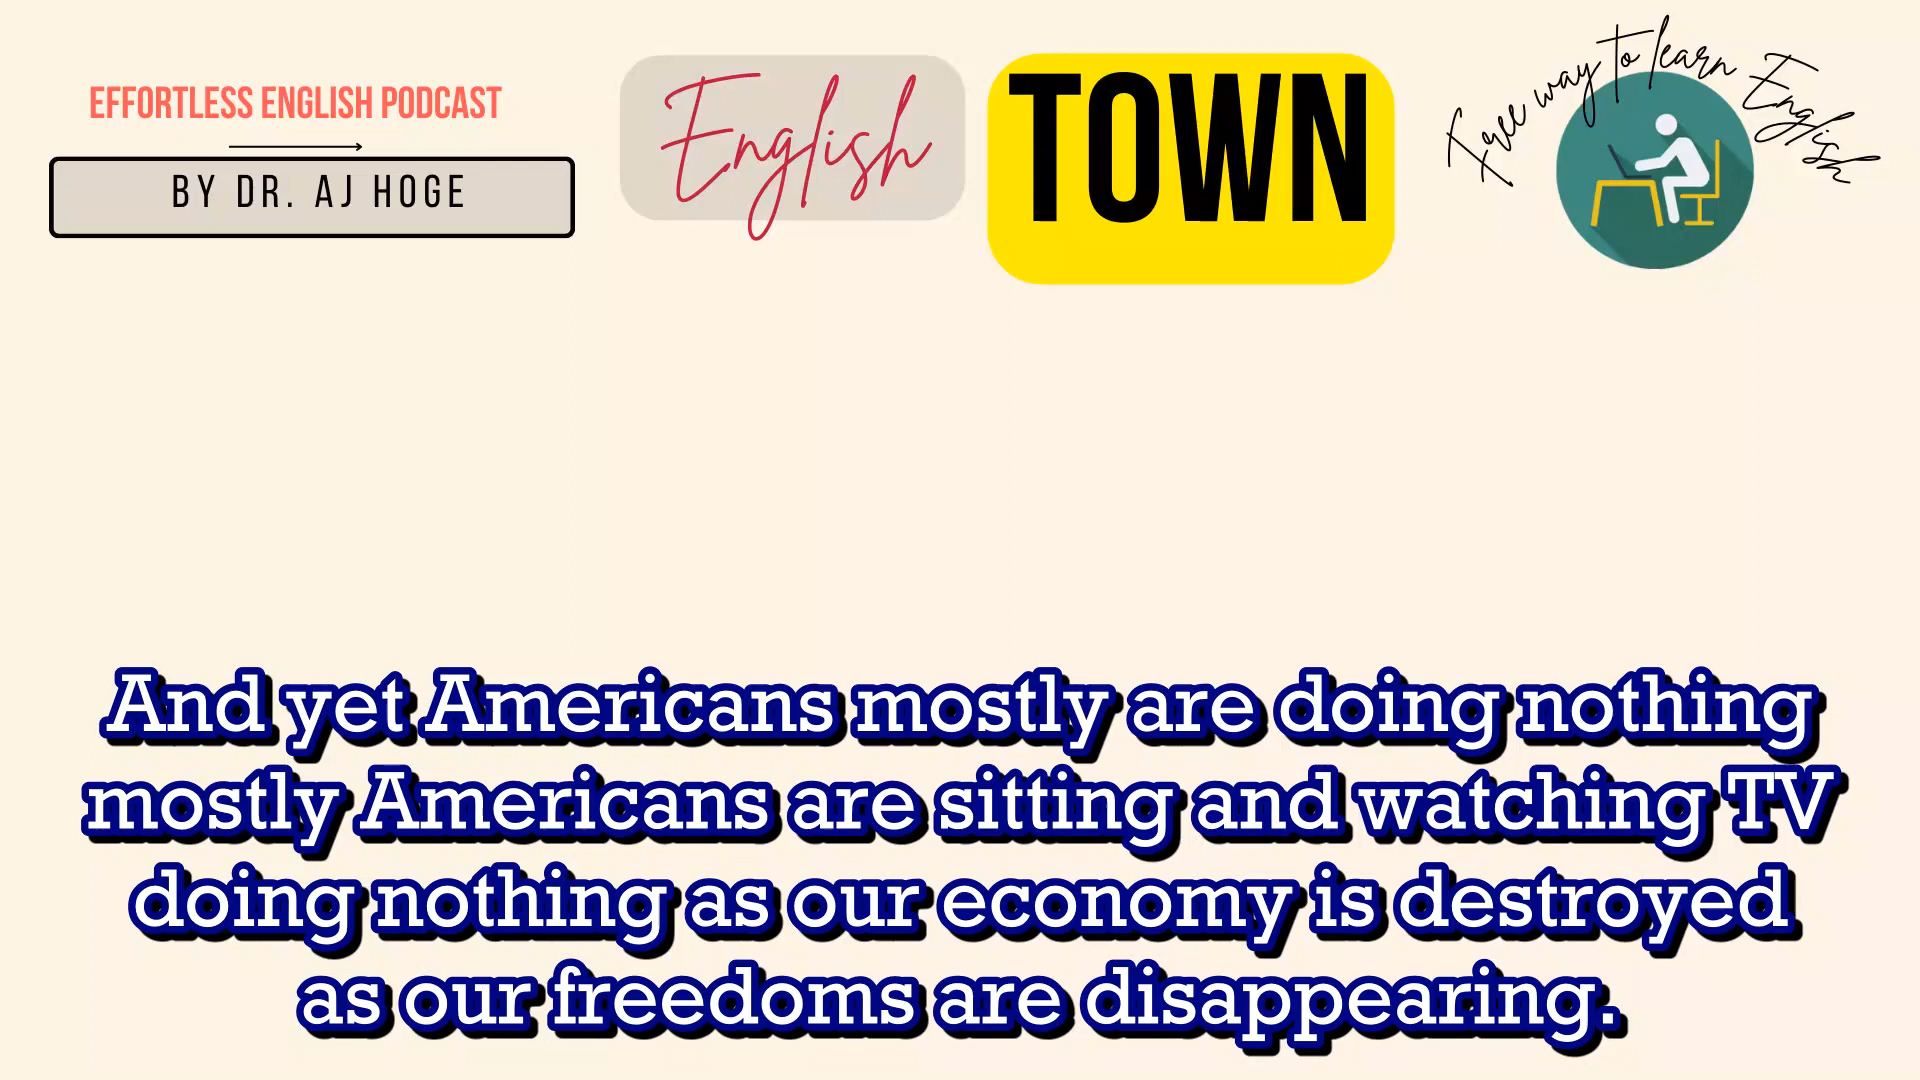 EFFORTLESS ENGLISH PODCAST
BY DR. AJ HOGE
English
TOWN
Free way to learn English
And yet Americans mostly are doing nothing
mostly Americans are sitting and watching TV
doing nothing as our economy is destroyed
as our freedoms are disappearing.